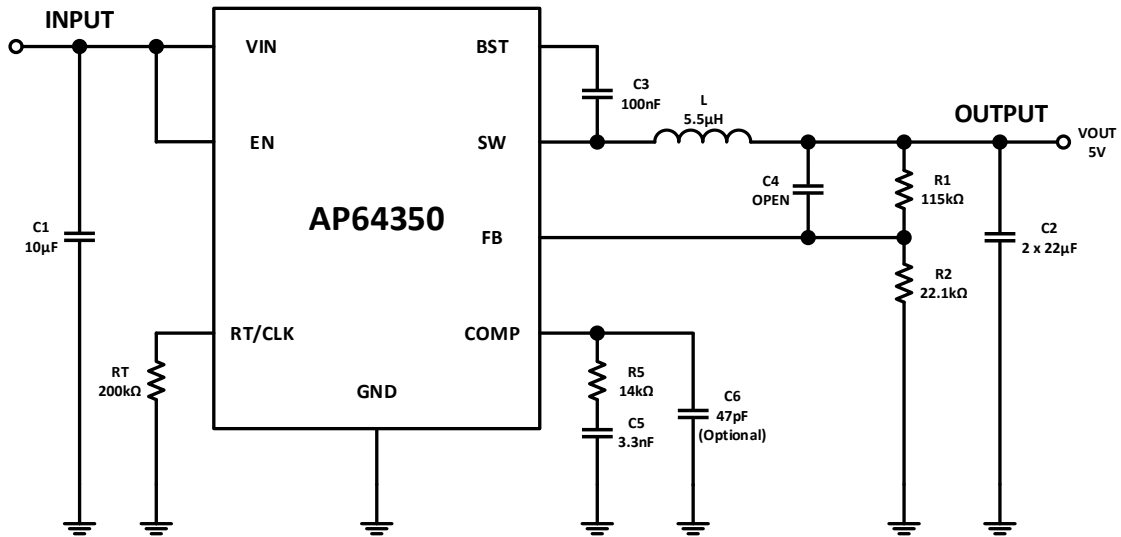 INPUT
VIN
BST
C3
100nF
L
5.5µH
OUTPUT
VOUT
5V
EN
SW
C4
OPEN
R1
115kΩ
AP64350
C1
10µF
FB
C2
2 x 22µF
R2
22.1kΩ
RT/CLK
COMP
RT
200kΩ
GND
R5
14kΩ
C6
47pF
(Optional)
C5
3.3nF